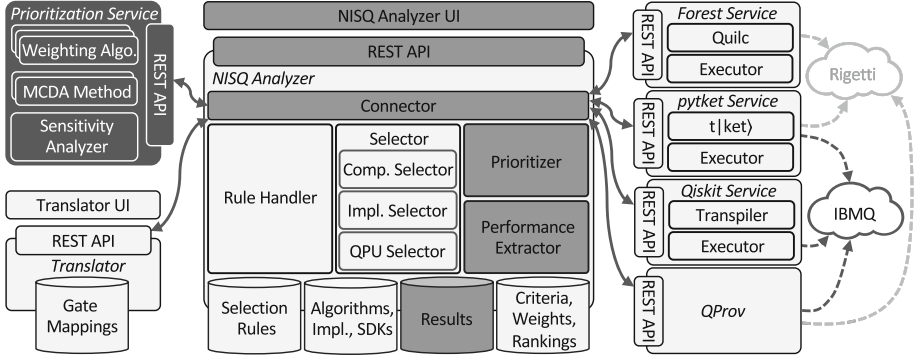 Prioritization Service
Weighting Algo.
MCDA Method
Sensitivity
Analyzer
REST API
Translator UI
REST API
Translator
Gate
Mappings
NISQ Analyzer UI
REST API
NISQ Analyzer
Connector
Rule Handler
Selector
Comp. Selector
Impl. Selector
QPU Selector
Prioritizer
Performance
Extractor
Selection
Rules
Algorithms,
Impl., SDKs
Results
Criteria,
Weights,
Rankings
Forest Service
REST API
Quilc
Executor
pytket Service
REST API
t|ket⟩
Executor
Qiskit Service
REST API
Transpiler
Executor
REST API
QProv
Rigetti
IBMQ